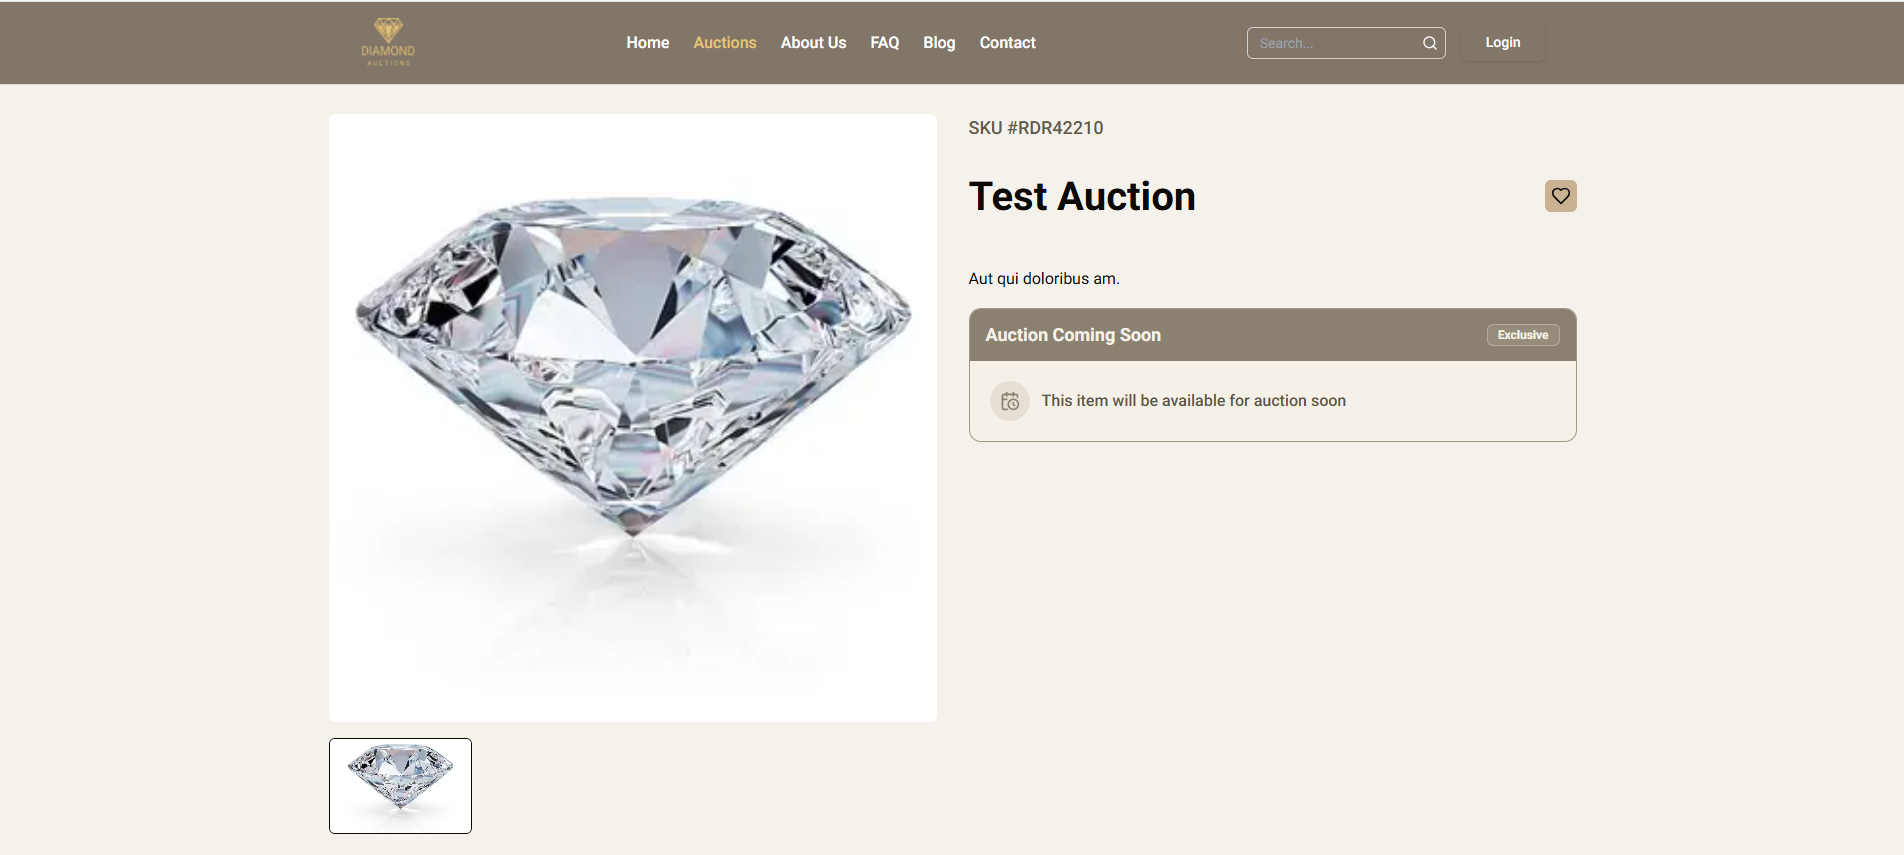 DIAMOND
AUCTIONS
Home Auctions About Us FAQ Blog Contact
Search...
Login
SKU #RDR42210
Test Auction
Aut qui doloribus am.
Auction Coming Soon
Exclusive
This item will be available for auction soon